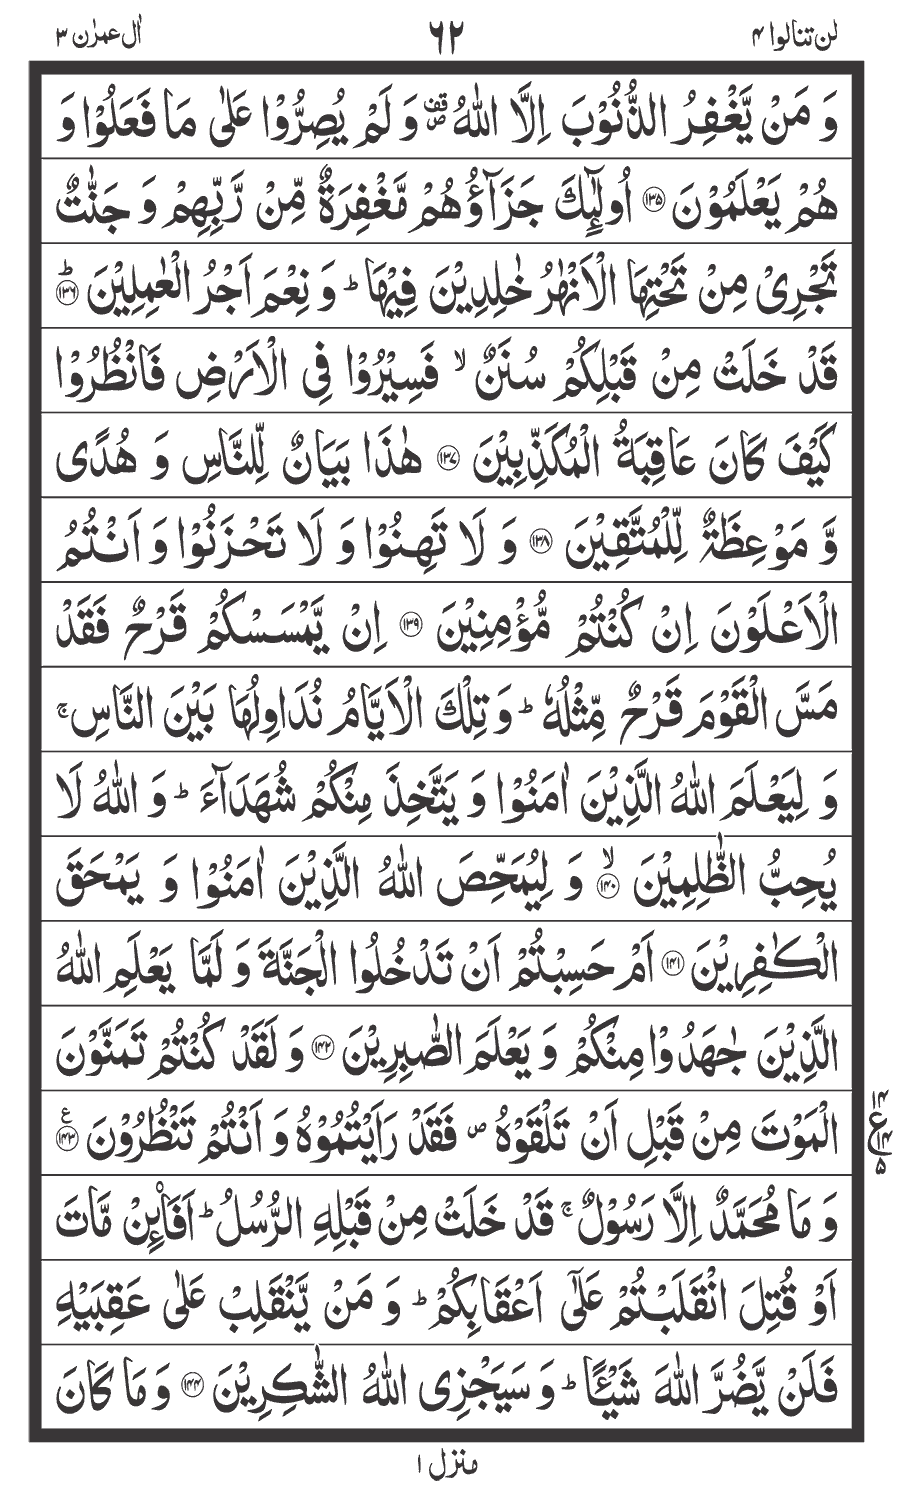 لن تنالوا ۴ ۶۲ اٰل عمرٰن ۳
وَ مَنْ یَّغْفِرُ الذُّنُوْبَ اِلَّا اللّٰهُ ۪۫ وَ لَمْ یُصِرُّوْا عَلٰى مَا فَعَلُوْا وَ
هُمْ یَعْلَمُوْنَ ﴿۱۳۵﴾ اُولٰٓىِٕكَ جَزَآؤُهُمْ مَّغْفِرَةٌ مِّنْ رَّبِّهِمْ وَ جَنّٰتٌ
تَجْرِیْ مِنْ تَحْتِهَا الْاَنْهٰرُ خٰلِدِیْنَ فِیْهَا ؕ وَ نِعْمَ اَجْرُ الْعٰمِلِیْنَ ﴿۱۳۶﴾ؕ
قَدْ خَلَتْ مِنْ قَبْلِكُمْ سُنَنٌ ۙ فَسِیْرُوْا فِی الْاَرْضِ فَانْظُرُوْا
كَیْفَ كَانَ عَاقِبَةُ الْمُكَذِّبِیْنَ ﴿۱۳۷﴾ هٰذَا بَیَانٌ لِّلنَّاسِ وَ هُدًی
وَّ مَوْعِظَةٌ لِّلْمُتَّقِیْنَ ﴿۱۳۸﴾ وَ لَا تَهِنُوْا وَ لَا تَحْزَنُوْا وَ اَنْتُمُ
الْاَعْلَوْنَ اِنْ كُنْتُمْ مُّؤْمِنِیْنَ ﴿۱۳۹﴾ اِنْ یَّمْسَسْكُمْ قَرْحٌ فَقَدْ
مَسَّ الْقَوْمَ قَرْحٌ مِّثْلُهٗ ؕ وَ تِلْكَ الْاَیَّامُ نُدَاوِلُهَا بَیْنَ النَّاسِ ۚ
وَ لِیَعْلَمَ اللّٰهُ الَّذِیْنَ اٰمَنُوْا وَ یَتَّخِذَ مِنْكُمْ شُهَدَآءَ ؕ وَ اللّٰهُ لَا
یُحِبُّ الظّٰلِمِیْنَ ﴿۱۴۰﴾ۙ وَ لِیُمَحِّصَ اللّٰهُ الَّذِیْنَ اٰمَنُوْا وَ یَمْحَقَ
الْكٰفِرِیْنَ ﴿۱۴۱﴾ اَمْ حَسِبْتُمْ اَنْ تَدْخُلُوا الْجَنَّةَ وَ لَمَّا یَعْلَمِ اللّٰهُ
الَّذِیْنَ جٰهَدُوْا مِنْكُمْ وَ یَعْلَمَ الصّٰبِرِیْنَ ﴿۱۴۲﴾ وَ لَقَدْ كُنْتُمْ تَمَنَّوْنَ
الْمَوْتَ مِنْ قَبْلِ اَنْ تَلْقَوْهُ ۪ فَقَدْ رَاَیْتُمُوْهُ وَ اَنْتُمْ تَنْظُرُوْنَ ﴿۱۴۳﴾ع
۱۴ ع ۱۴ ۵
وَ مَا مُحَمَّدٌ اِلَّا رَسُوْلٌ ۚ قَدْ خَلَتْ مِنْ قَبْلِهِ الرُّسُلُ ؕ اَفَا۠ىِٕنْ مَّاتَ
اَوْ قُتِلَ انْقَلَبْتُمْ عَلٰۤی اَعْقَابِكُمْ ؕ وَ مَنْ یَّنْقَلِبْ عَلٰی عَقِبَیْهِ
فَلَنْ یَّضُرَّ اللّٰهَ شَیْـًٔا ؕ وَ سَیَجْزِی اللّٰهُ الشّٰكِرِیْنَ ﴿۱۴۴﴾ وَ مَا كَانَ
منزل ۱